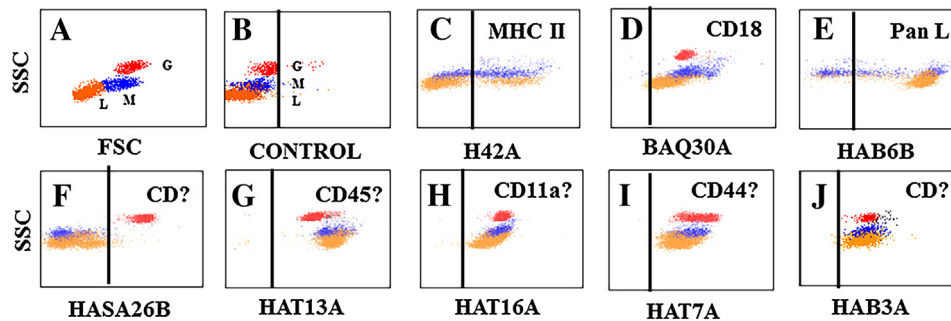 A
B
C MHC II
D CD18
E Pan L
SSC
G
M
L
G
M
L
FSC
CONTROL
H42A
BAQ30A
HAB6B
F CD?
G CD45?
H CD11a?
I CD44?
J CD?
SSC
HASA26B
HAT13A
HAT16A
HAT7A
HAB3A